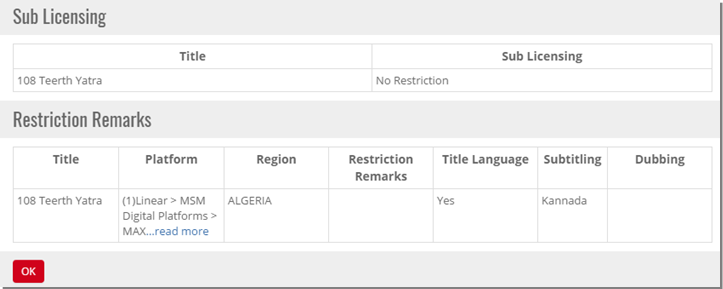 Sub Licensing
Title Sub Licensing
108 Teerth Yatra No Restriction
Restriction Remarks
Title Platform Region Restriction Remarks Title Language Subtitling Dubbing
108 Teerth Yatra (1)Linear > MSM ALGERIA Yes Kannada
Digital Platforms >
MAX...read more
OK